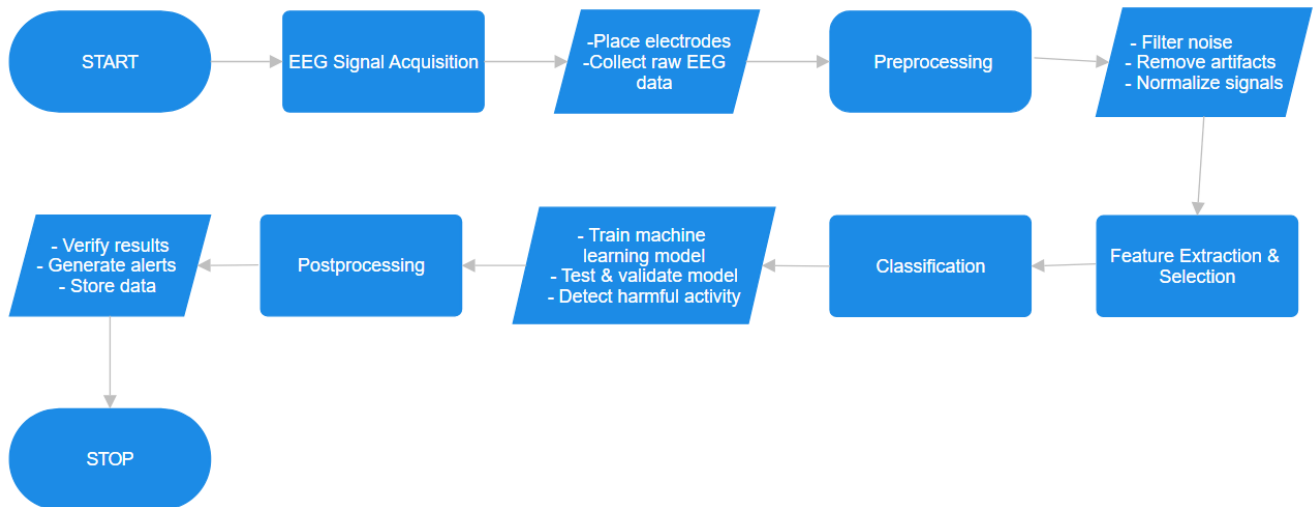 START
EEG Signal Acquisition
-Place electrodes
-Collect raw EEG
data
Preprocessing
- Filter noise
- Remove artifacts
- Normalize signals
Feature Extraction &
Selection
Classification
- Train machine
learning model
- Test & validate model
- Detect harmful activity
Postprocessing
- Verify results
- Generate alerts
- Store data
STOP